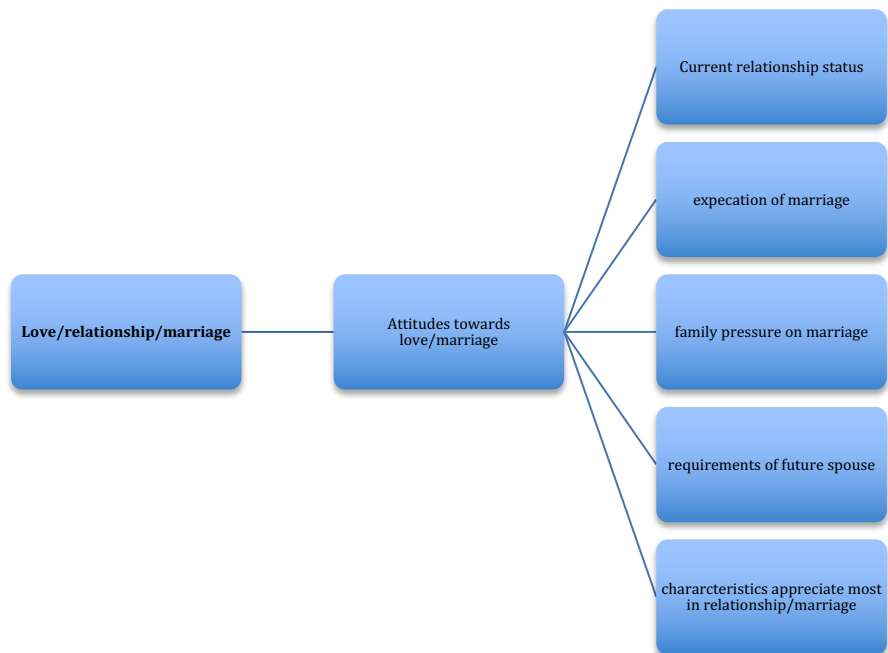 Love/relationship/marriage
Attitudes towards
love/marriage
Current relationship status
expecation of marriage
family pressure on marriage
requirements of future spouse
chararcteristics appreciate most
in relationship/marriage